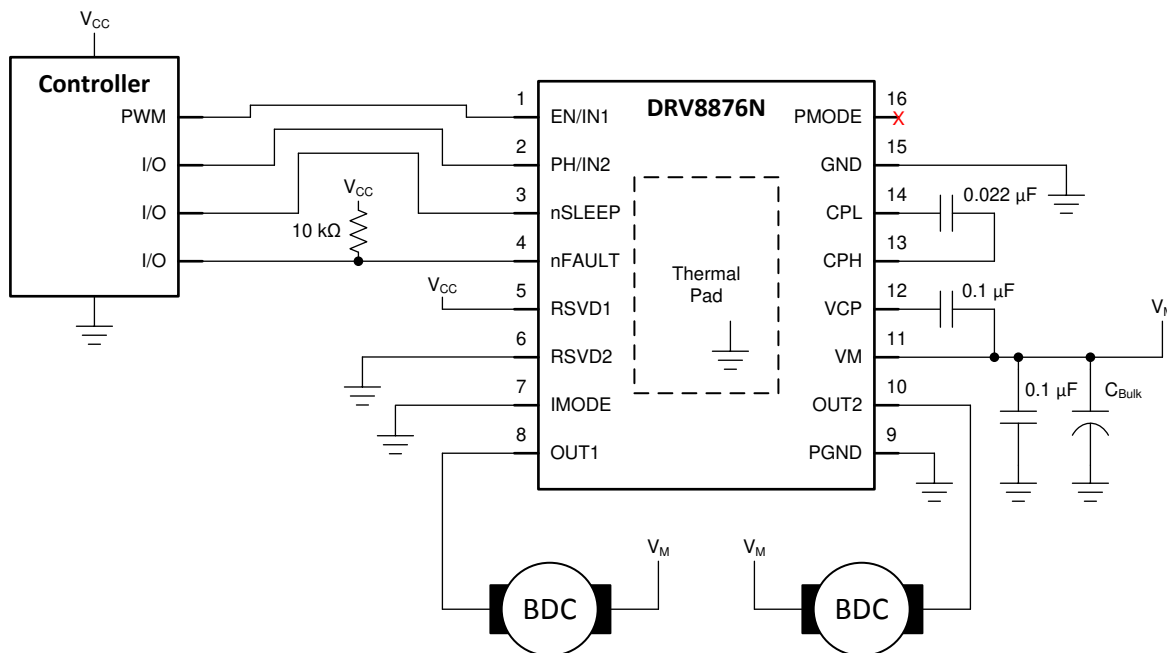 VCC
Controller
PWM
I/O
I/O
I/O
VCC
10 kΩ
VCC
1
2
3
4
5
6
7
8
DRV8876N
EN/IN1
PH/IN2
nSLEEP
nFAULT
RSVD1
RSVD2
IMODE
OUT1
Thermal
Pad
PMODE
GND
CPL
CPH
VCP
VM
OUT2
PGND
16
X
15
14
13
12
11
10
9
0.022 µF
0.1 µF
VM
0.1 µF
CBulk
VM
BDC
VM
BDC